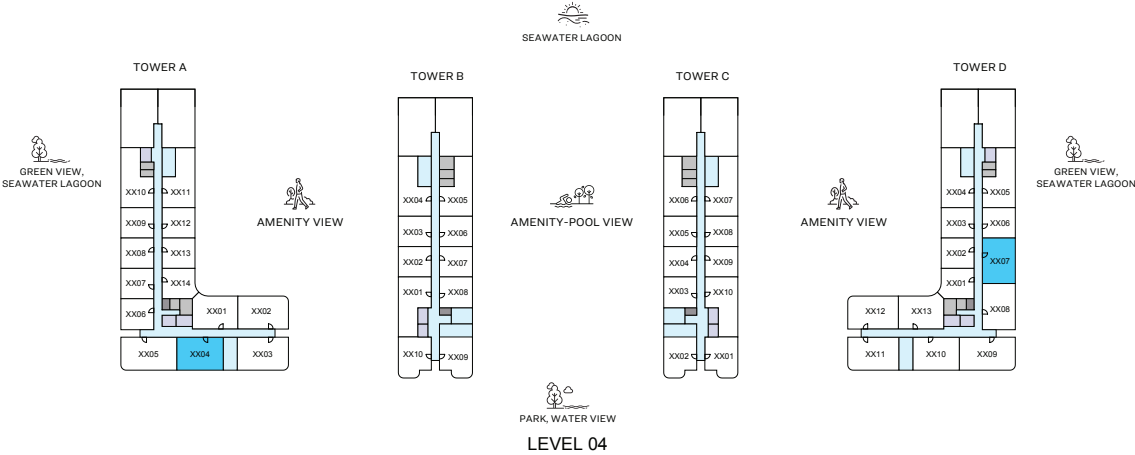 SEAWATER LAGOON
TOWER A
TOWER B
TOWER C
TOWER D
GREEN VIEW,
SEAWATER LAGOON
AMENITY VIEW
AMENITY-POOL VIEW
AMENITY VIEW
GREEN VIEW,
SEAWATER LAGOON
XX10 XX11
XX09 XX12
XX08 XX13
XX07 XX14
XX06 XX01 XX02
XX05 XX04 XX03
XX04 XX05
XX03 XX06
XX02 XX07
XX01 XX08
XX10 XX09
XX06 XX07
XX05 XX08
XX04 XX09
XX03 XX10
XX02 XX01
XX04 XX05
XX03 XX06
XX02 XX07
XX01
XX12 XX13 XX08
XX11 XX10 XX09
PARK, WATER VIEW
LEVEL 04